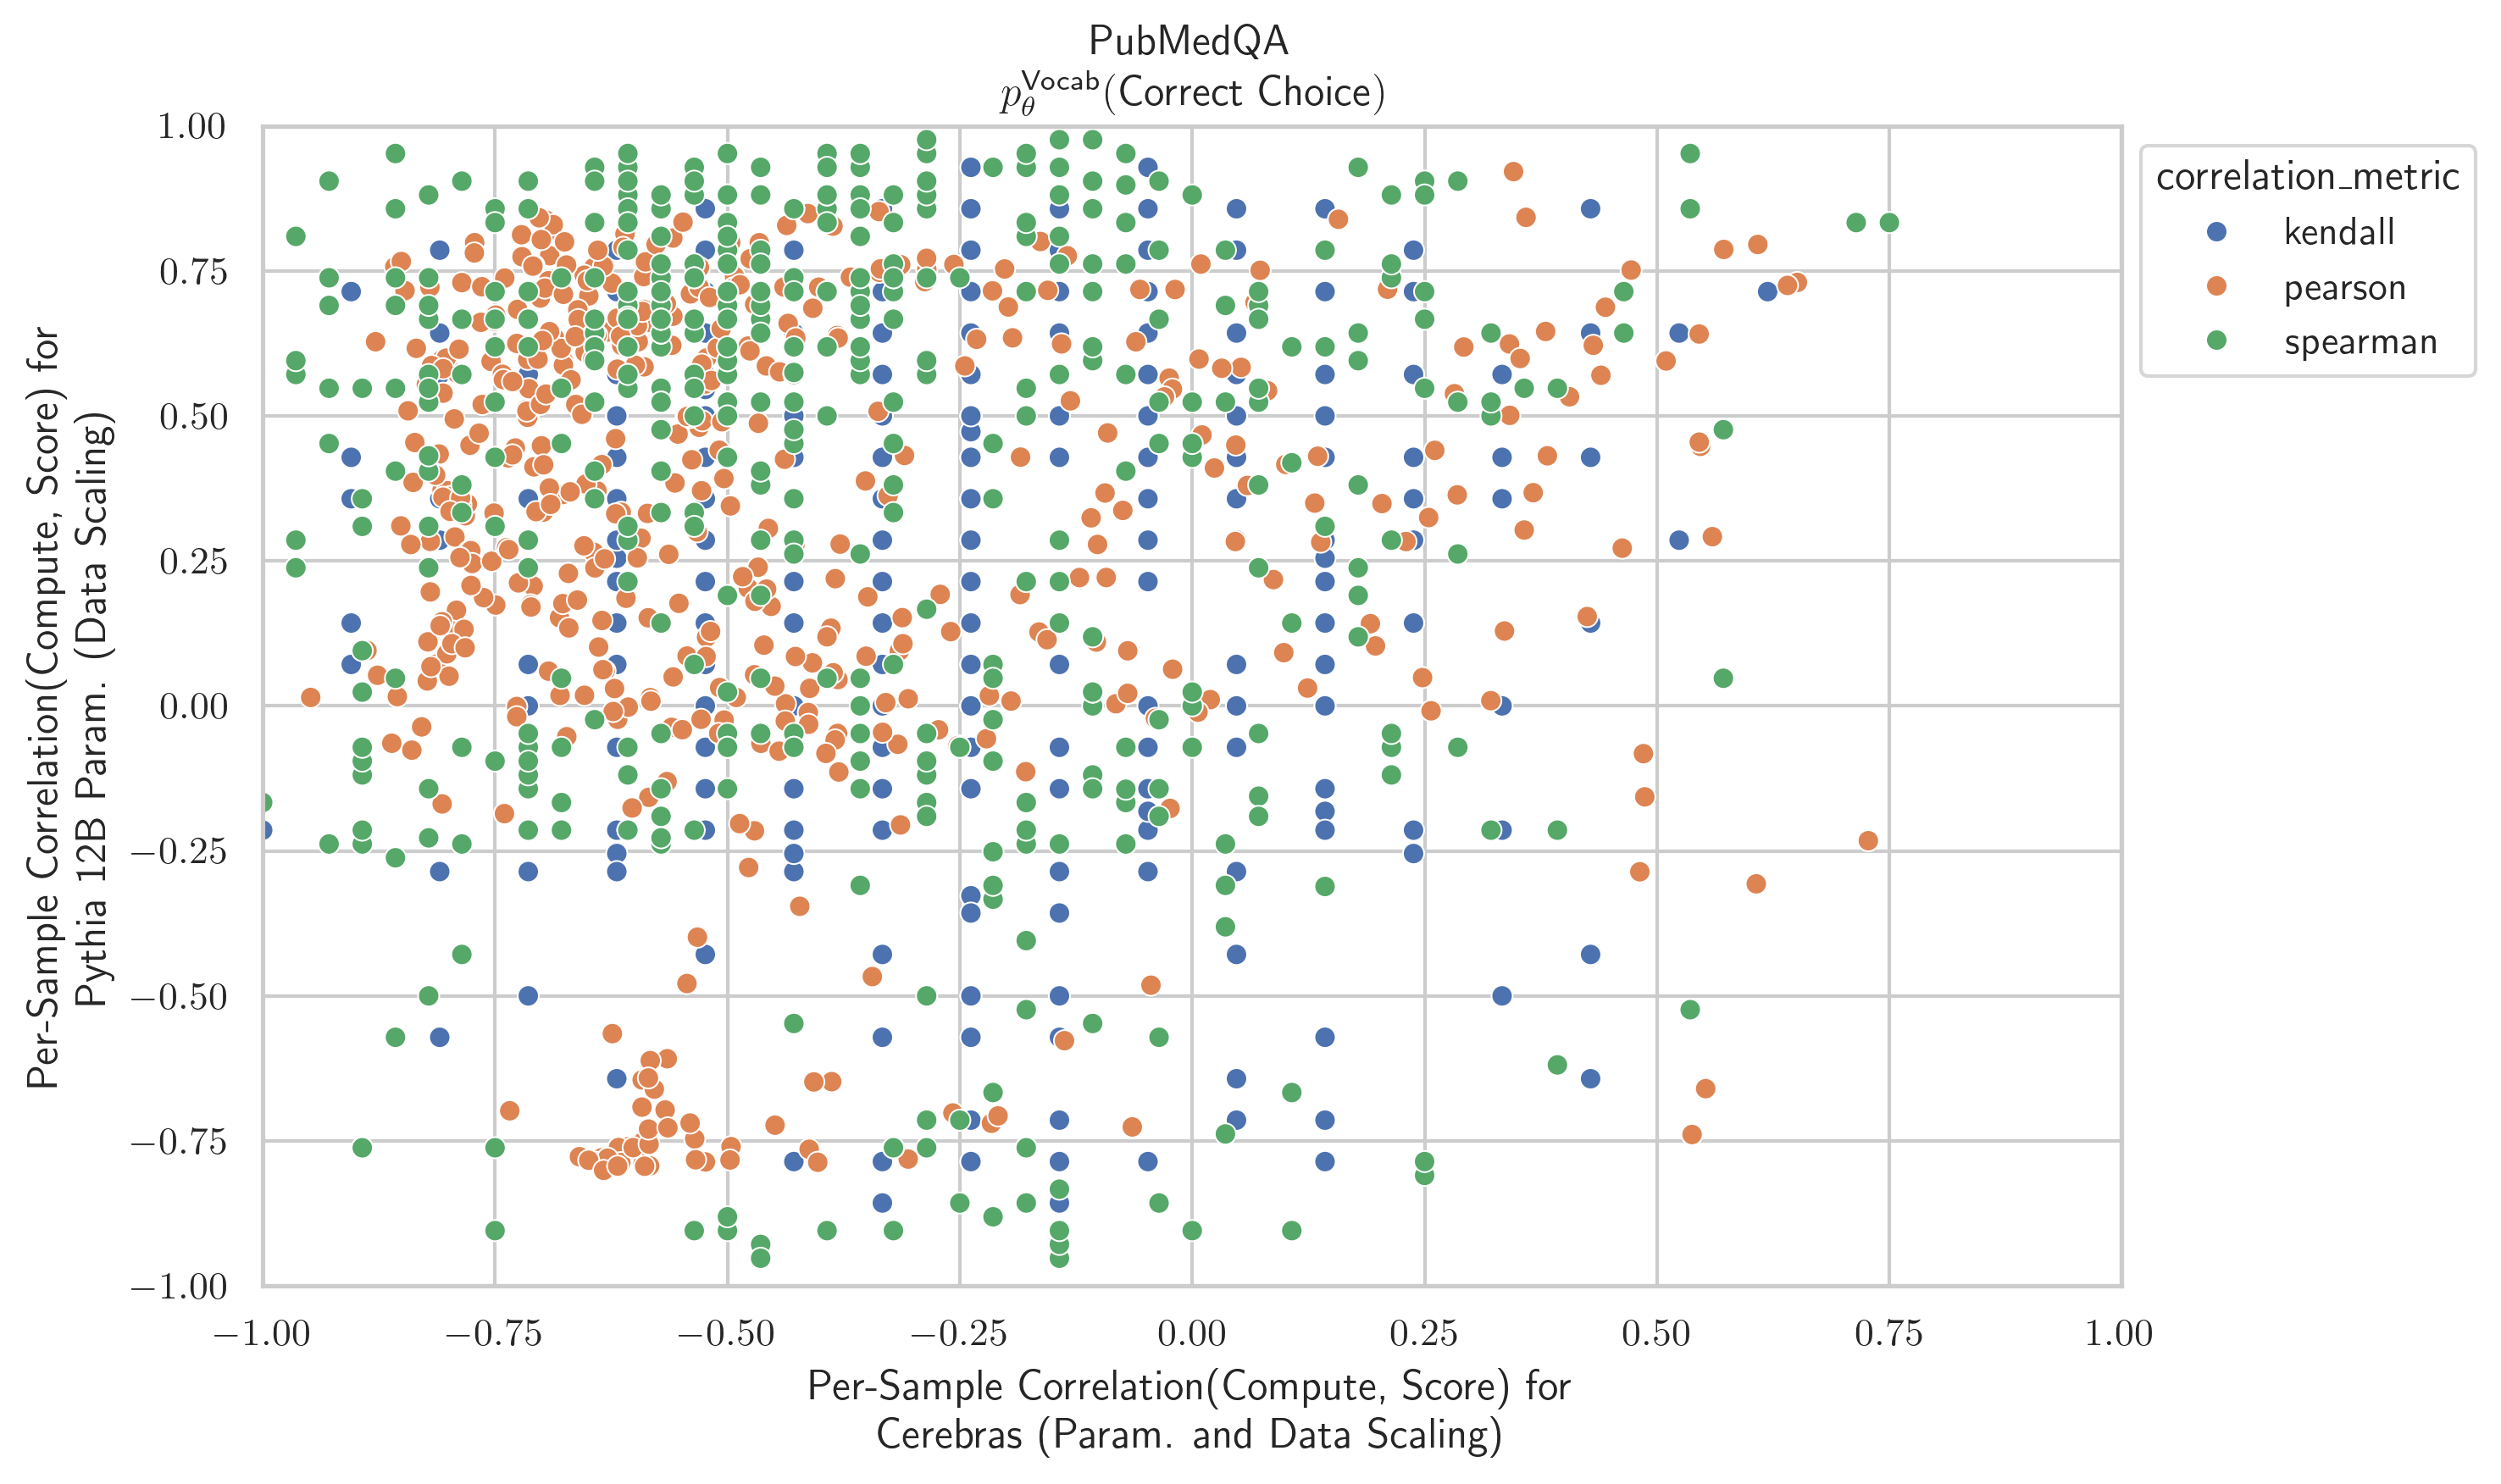 PubMedQA
p_θ^Vocab(Correct Choice)
1.00
0.75
0.50
0.25
0.00
−0.25
−0.50
−0.75
−1.00
Per-Sample Correlation(Compute, Score) for
Pythia 12B Param. (Data Scaling)
−1.00
−0.75
−0.50
−0.25
0.00
0.25
0.50
0.75
1.00
Per-Sample Correlation(Compute, Score) for
Cerebras (Param. and Data Scaling)
correlation_metric
kendall
pearson
spearman